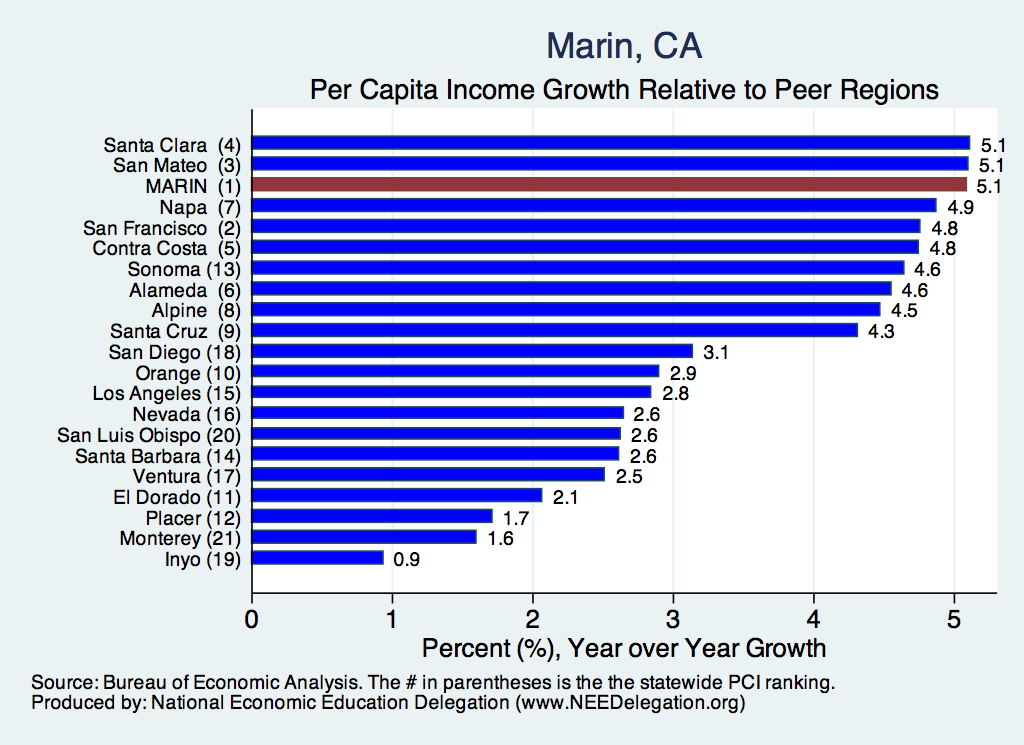 Marin, CA
Per Capita Income Growth Relative to Peer Regions
Santa Clara (4) 5.1
San Mateo (3) 5.1
MARIN (1) 5.1
Napa (7) 4.9
San Francisco (2) 4.8
Contra Costa (5) 4.8
Sonoma (13) 4.6
Alameda (6) 4.6
Alpine (8) 4.5
Santa Cruz (9) 4.3
San Diego (18) 3.1
Orange (10) 2.9
Los Angeles (15) 2.8
Nevada (16) 2.6
San Luis Obispo (20) 2.6
Santa Barbara (14) 2.6
Ventura (17) 2.5
El Dorado (11) 2.1
Placer (12) 1.7
Monterey (21) 1.6
Inyo (19) 0.9
0 1 2 3 4 5
Percent (%), Year over Year Growth
Source: Bureau of Economic Analysis. The # in parentheses is the the statewide PCI ranking.
Produced by: National Economic Education Delegation (www.NEEDelegation.org)